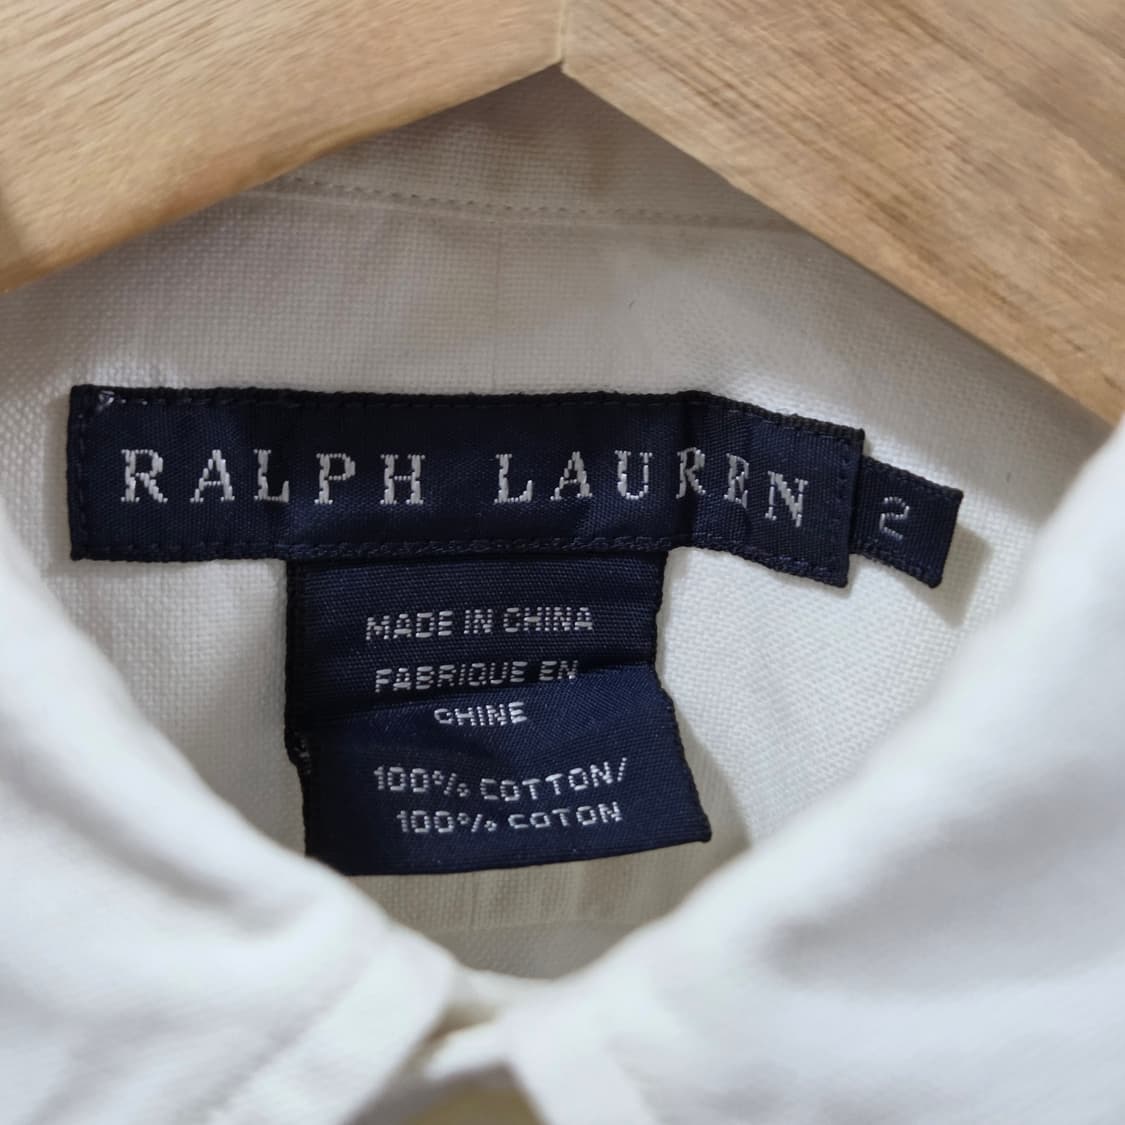 RALPH LAUREN
2
MADE IN CHINA
FABRIQUE EN
CHINE
100% COTTON/
100% COTON